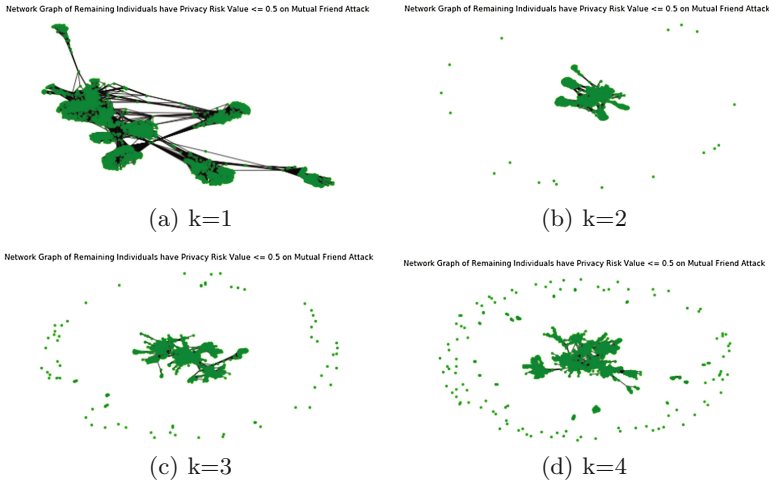 Network Graph of Remaining Individuals have Privacy Risk Value <= 0.5 on Mutual Friend Attack
Network Graph of Remaining Individuals have Privacy Risk Value <= 0.5 on Mutual Friend Attack
(a) k=1
(b) k=2
Network Graph of Remaining Individuals have Privacy Risk Value <= 0.5 on Mutual Friend Attack
Network Graph of Remaining Individuals have Privacy Risk Value <= 0.5 on Mutual Friend Attack
(c) k=3
(d) k=4